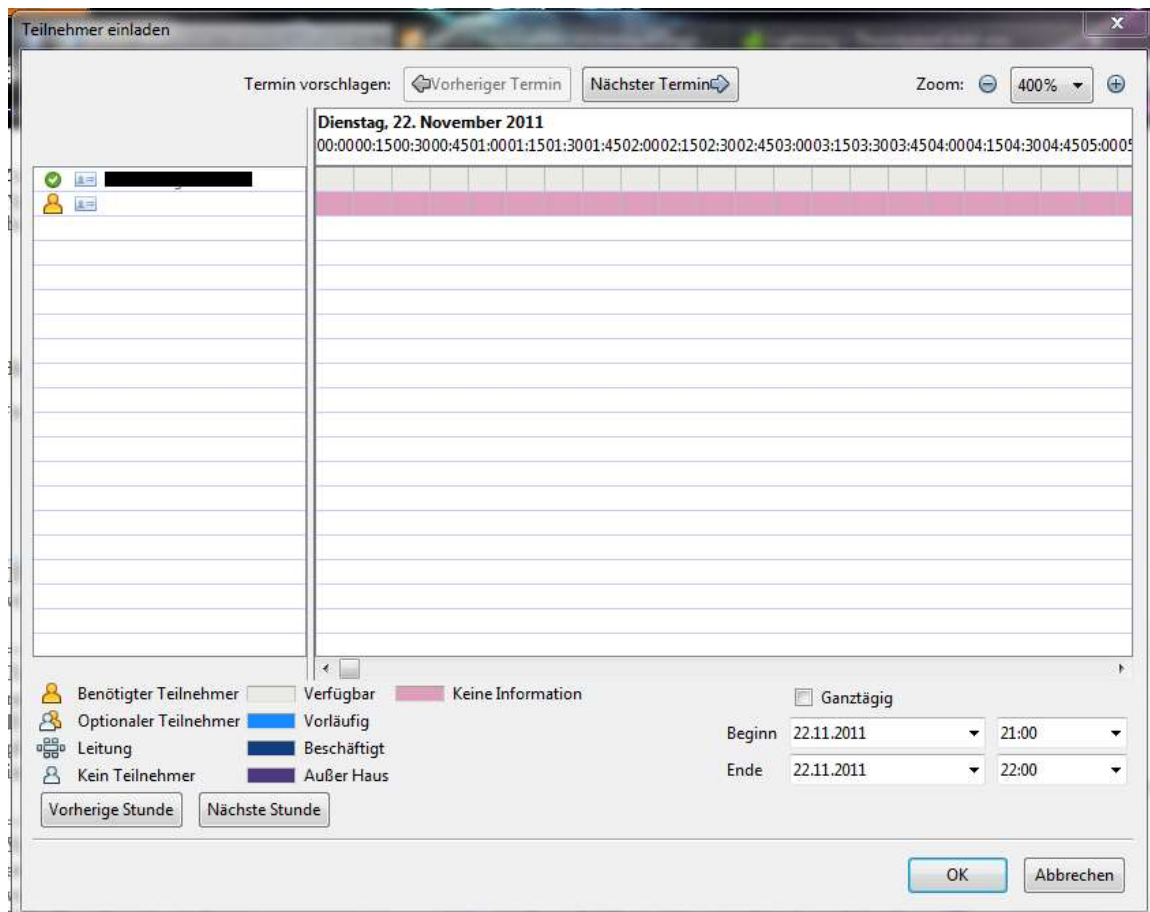 Teilnehmer einladen
Termin vorschlagen: Vorheriger Termin Nächster Termin Zoom: 400%
Dienstag, 22. November 2011
00:0000:1500:3000:4501:0001:1501:3001:4502:0002:1502:3002:4503:0003:1503:3003:4504:0004:1504:3004:4505:0005
Benötigter Teilnehmer Verfügbar Keine Information
Optionaler Teilnehmer Vorläufig
Leitung Beschäftigt
Kein Teilnehmer Außer Haus
Vorherige Stunde Nächste Stunde
Ganztägig
Beginn 22.11.2011 21:00
Ende 22.11.2011 22:00
OK Abbrechen